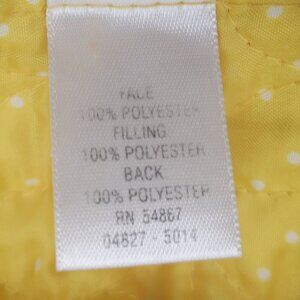 FACE
100% POLYESTER
FILLING
100% POLYESTER
BACK
100% POLYESTER
RN 54867
04827 - 5014